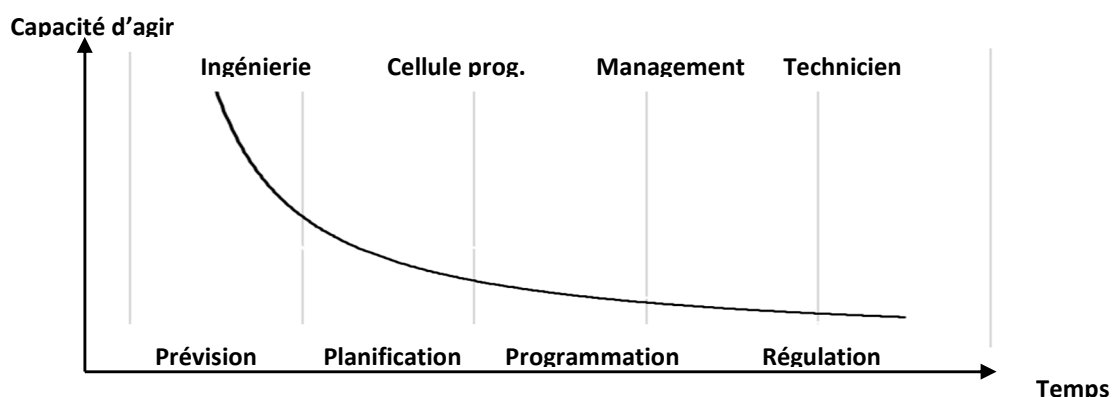 Capacité d’agir
Ingénierie Cellule prog. Management Technicien
Prévision Planification Programmation Régulation
Temps